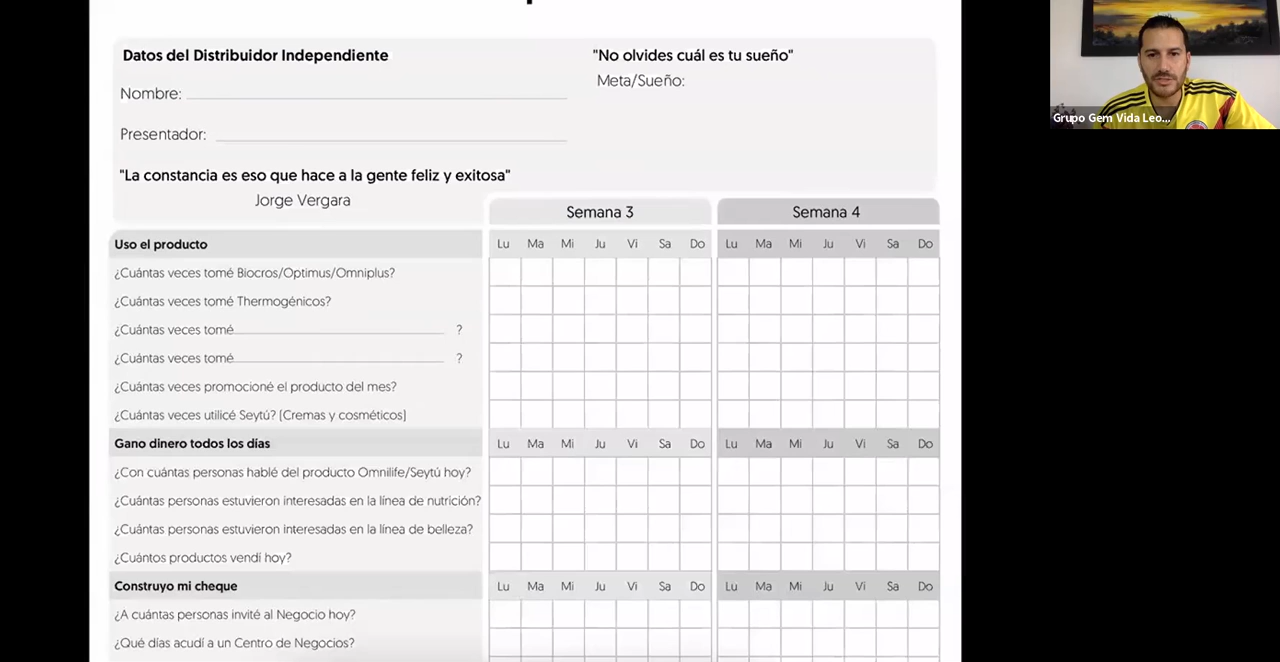 Datos del Distribuidor Independiente
Nombre:
Presentador:
"La constancia es eso que hace a la gente feliz y exitosa"
Jorge Vergara
"No olvides cuál es tu sueño"
Meta/Sueño:
Grupo Gem Vida Leo...
Semana 3 Semana 4
Uso el producto Lu Ma Mi Ju Vi Sa Do Lu Ma Mi Ju Vi Sa Do
¿Cuántas veces tomé Biocros/Optimus/Omniplus?
¿Cuántas veces tomé Thermogénicos?
¿Cuántas veces tomé ?
¿Cuántas veces tomé ?
¿Cuántas veces promocioné el producto del mes?
¿Cuántas veces utilicé Seytú? [Cremas y cosméticos]
Gano dinero todos los días Lu Ma Mi Ju Vi Sa Do Lu Ma Mi Ju Vi Sa Do
¿Con cuántas personas hablé del producto Omnilife/Seytú hoy?
¿Cuántas personas estuvieron interesadas en la línea de nutrición?
¿Cuántas personas estuvieron interesadas en la línea de belleza?
¿Cuántos productos vendí hoy?
Construyo mi cheque Lu Ma Mi Ju Vi Sa Do Lu Ma Mi Ju Vi Sa Do
¿A cuántas personas invité al Negocio hoy?
¿Qué días acudí a un Centro de Negocios?